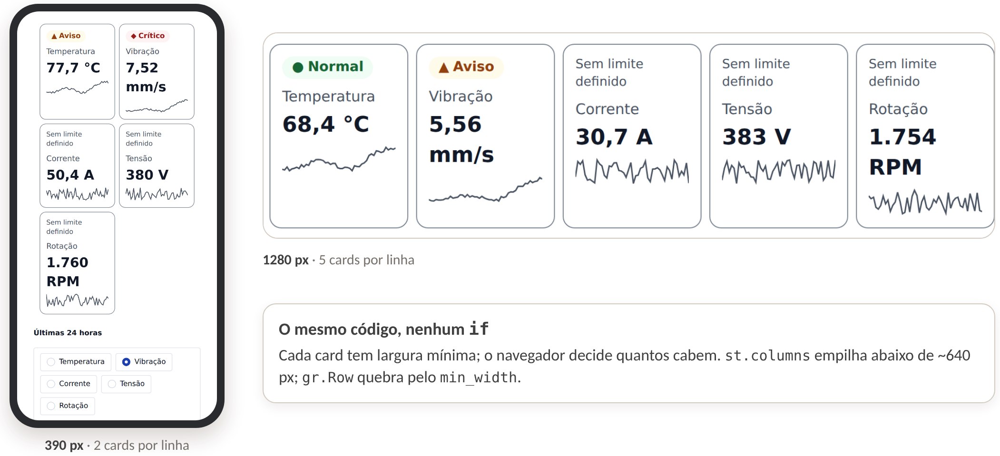 ▲ Aviso
Temperatura
77,7 °C
◆ Crítico
Vibração
7,52
mm/s
Sem limite
definido
Corrente
50,4 A
Sem limite
definido
Tensão
380 V
Sem limite
definido
Rotação
1.760
RPM
Últimas 24 horas
Temperatura
Vibração
Corrente
Tensão
Rotação
390 px · 2 cards por linha
● Normal
Temperatura
68,4 °C
▲ Aviso
Vibração
5,56
mm/s
Sem limite
definido
Corrente
30,7 A
Sem limite
definido
Tensão
383 V
Sem limite
definido
Rotação
1.754
RPM
1280 px · 5 cards por linha
O mesmo código, nenhum if
Cada card tem largura mínima; o navegador decide quantos cabem. st.columns empilha abaixo de ~640
px; gr.Row quebra pelo min_width.